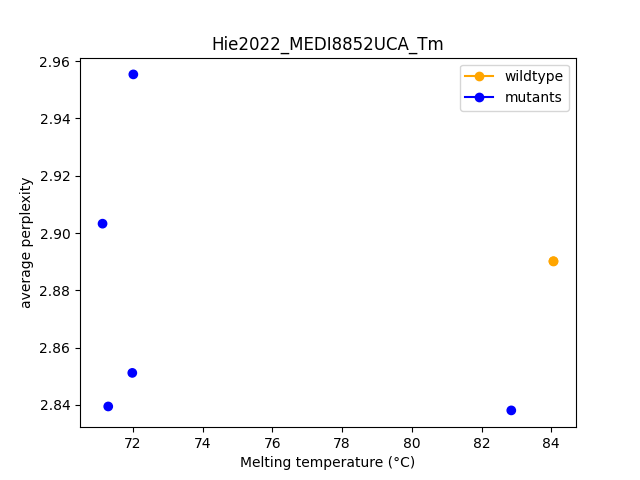 Hie2022_MEDI8852UCA_Tm
2.96
2.94
2.92
2.90
2.88
2.86
2.84
average perplexity
wildtype
mutants
72 74 76 78 80 82 84
Melting temperature (°C)